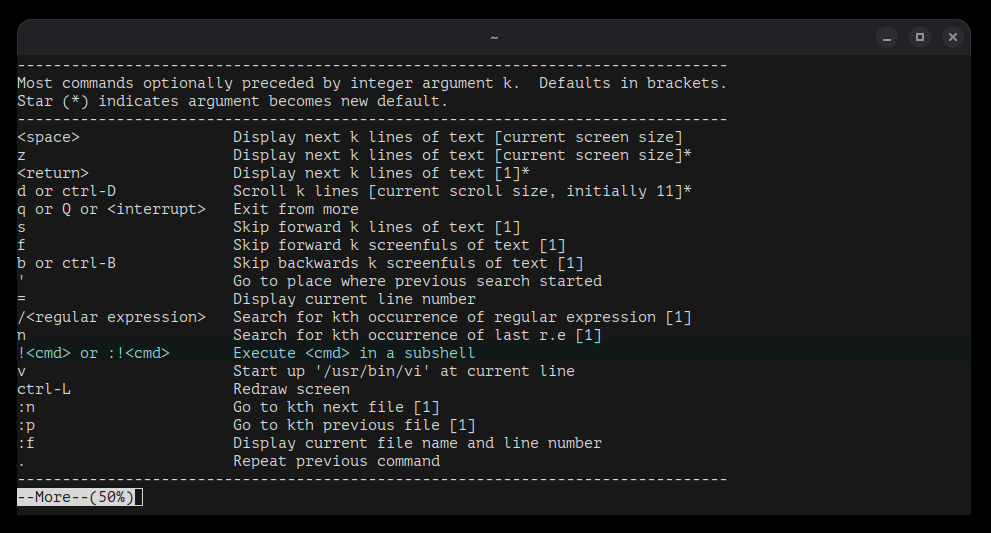 ~
-------------------------------------------------------------------------------
Most commands optionally preceded by integer argument k.  Defaults in brackets.
Star (*) indicates argument becomes new default.
-------------------------------------------------------------------------------
<space>                 Display next k lines of text [current screen size]
z                       Display next k lines of text [current screen size]*
<return>                Display next k lines of text [1]*
d or ctrl-D             Scroll k lines [current scroll size, initially 11]*
q or Q or <interrupt>   Exit from more
s                       Skip forward k lines of text [1]
f                       Skip forward k screenfuls of text [1]
b or ctrl-B             Skip backwards k screenfuls of text [1]
'                       Go to place where previous search started
=                       Display current line number
/<regular expression>   Search for kth occurrence of regular expression [1]
n                       Search for kth occurrence of last r.e [1]
!<cmd> or :!<cmd>       Execute <cmd> in a subshell
v                       Start up '/usr/bin/vi' at current line
ctrl-L                  Redraw screen
:n                      Go to kth next file [1]
:p                      Go to kth previous file [1]
:f                      Display current file name and line number
.                       Repeat previous command
-------------------------------------------------------------------------------
--More--(50%)